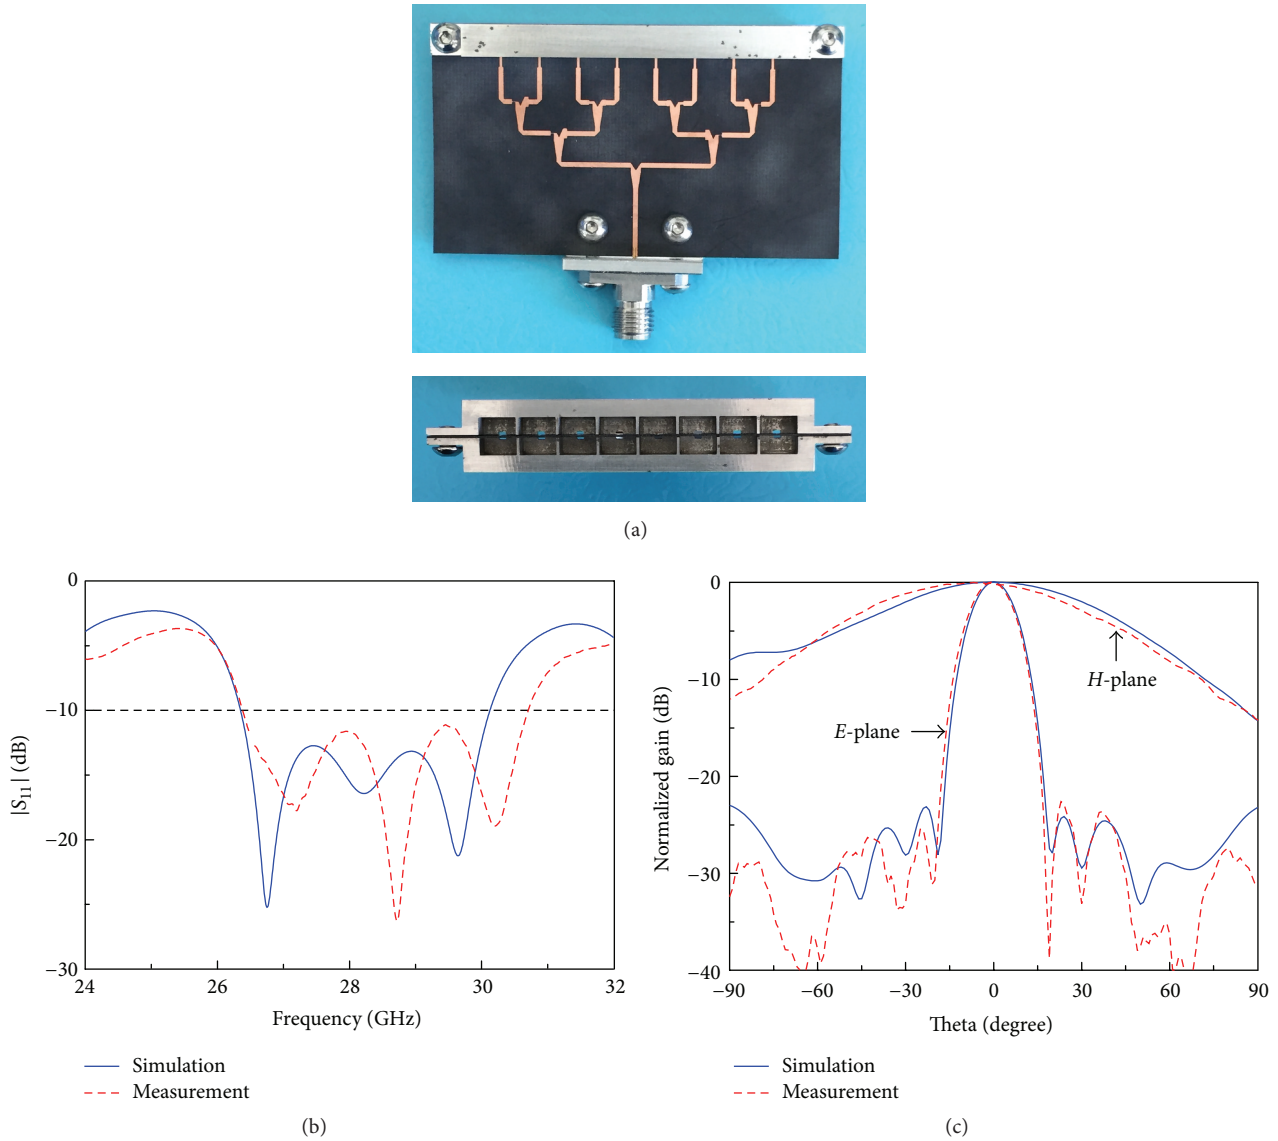 (a)
0
−10
−20
−30
|S₁₁| (dB)
24
26
28
30
32
Frequency (GHz)
Simulation
Measurement
(b)
0
−10
−20
−30
−40
Normalized gain (dB)
H-plane
E-plane
−90
−60
−30
0
30
60
90
Theta (degree)
Simulation
Measurement
(c)